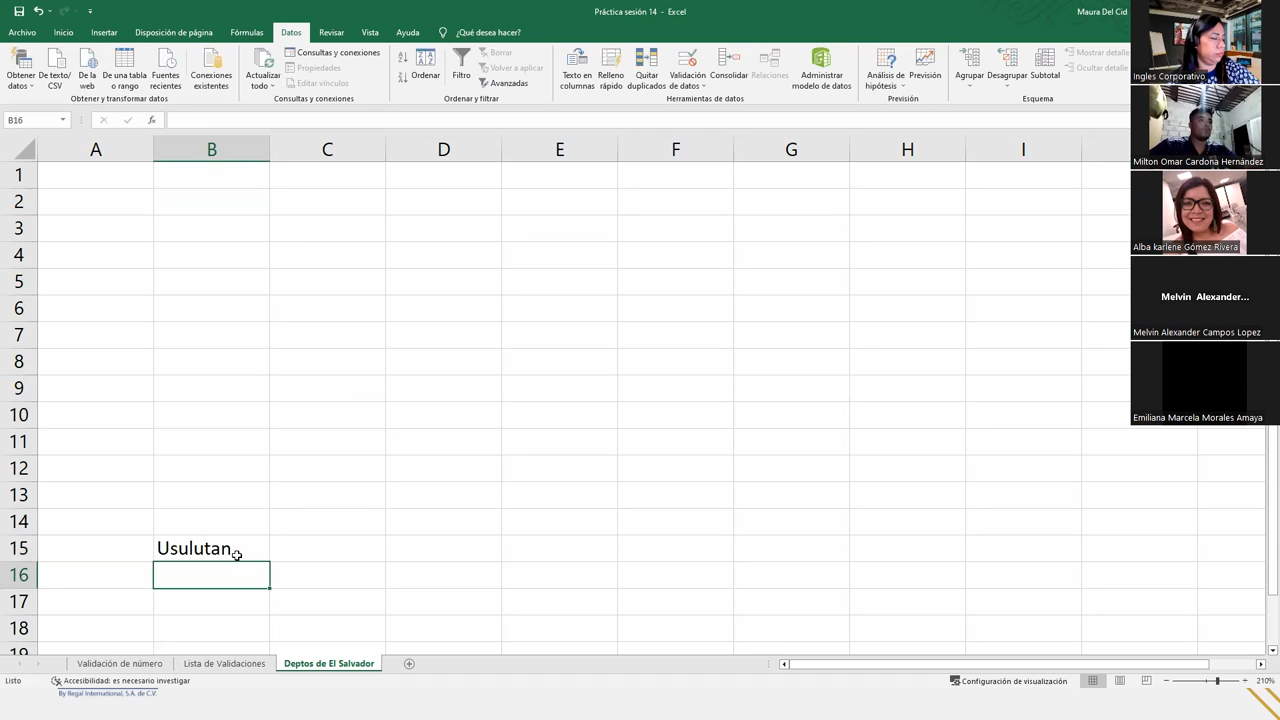 Práctica sesión 14 - Excel
Maura Del Cid
Archivo Inicio Insertar Disposición de página Fórmulas Datos Revisar Vista Ayuda ¿Qué desea hacer?
Obtener datos
De texto/CSV
De la web
De una tabla o rango
Fuentes recientes
Conexiones existentes
Obtener y transformar datos
Actualizar todo
Consultas y conexiones
Propiedades
Editar vínculos
Consultas y conexiones
Ordenar
Filtro
Borrar
Volver a aplicar
Avanzadas
Ordenar y filtrar
Texto en columnas
Relleno rápido
Quitar duplicados
Validación de datos
Consolidar
Relaciones
Administrar modelo de datos
Herramientas de datos
Análisis de hipótesis
Previsión
Previsión
Agrupar
Desagrupar
Subtotal
Mostrar detalle
Ocultar detalle
Esquema
B16
fx
A B C D E F G H I
1
2
3
4
5
6
7
8
9
10
11
12
13
14
15 Usulutan
16
17
18
19
Ingles Corporativo
Milton Omar Cardona Hernández
Alba karlene Gómez Rivera
Melvin Alexander...
Melvin Alexander Campos Lopez
Emiliana Marcela Morales Amaya
Validación de número Lista de Validaciones Deptos de El Salvador
Listo Accesibilidad: es necesario investigar Configuración de visualización 210%
By Regal International, S.A. de C.V.